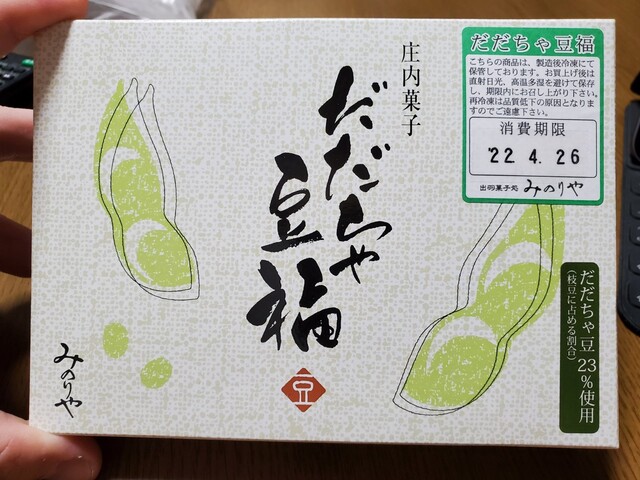 庄内菓子
だだちゃ
豆福
豆
みのりや
だだちゃ豆福
こちらの商品は、製造後冷凍にて
保管しております。お買上げ後は
直射日光、高温多湿を避けて保存
し、期限内にお召し上がり下さい。
再冷凍は品質低下の原因となりま
すのでご遠慮下さい。
消費期限
'22 4. 26
出羽菓子処 みのりや
だだちゃ豆 23%使用
(枝豆に占める割合)